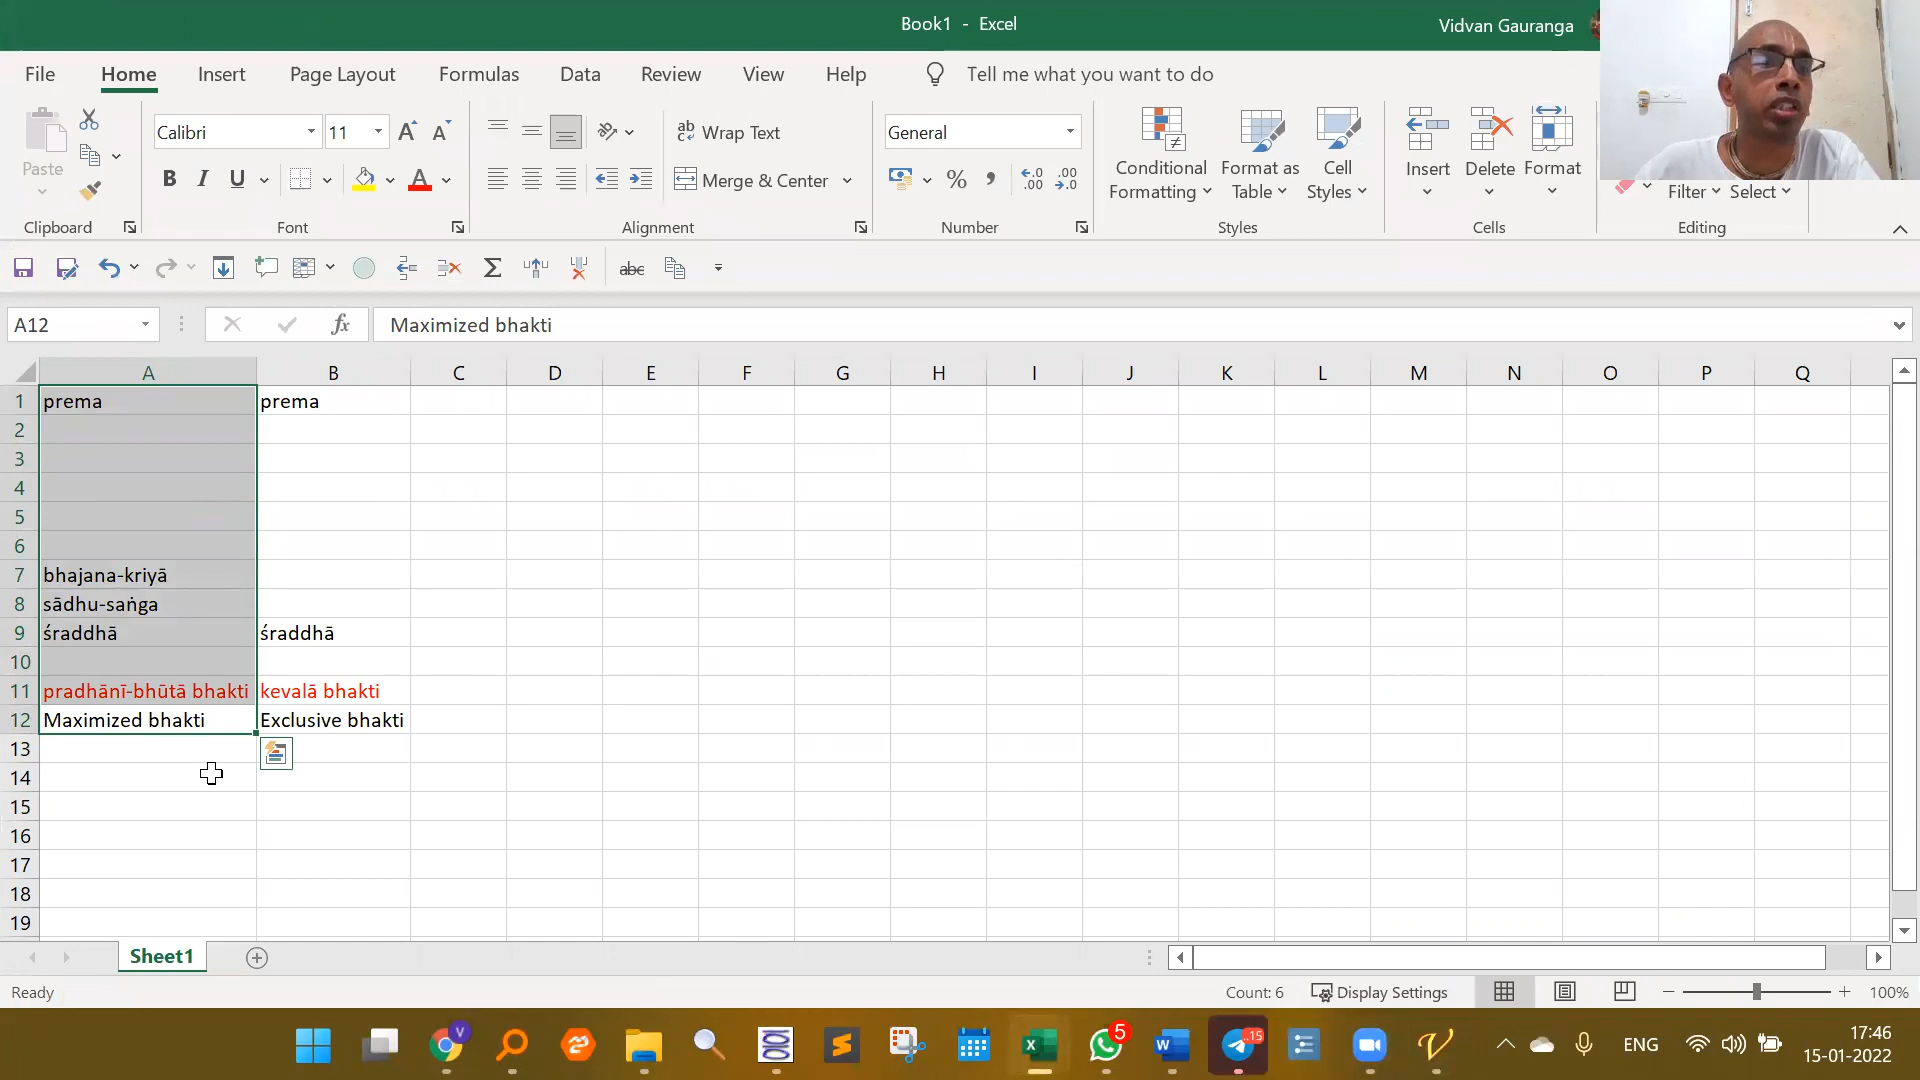 Book1 - Excel
Vidvan Gauranga
File Home Insert Page Layout Formulas Data Review View Help Tell me what you want to do
Paste
Calibri 11 A A
B I U A
ab Wrap Text
Merge & Center
General
% , .00 .0
Conditional Formatting
Format as Table
Cell Styles
Insert Delete Format
Filter Select
Clipboard Font Alignment Number Styles Cells Editing
abc
A12 fx Maximized bhakti
A B C D E F G H I J K L M N O P Q
1 prema prema
2
3
4
5
6
7 bhajana-kriyā
8 sādhu-saṅga
9 śraddhā śraddhā
10
11 pradhānī-bhūtā bhakti kevalā bhakti
12 Maximized bhakti Exclusive bhakti
13
14
15
16
17
18
19
Sheet1
Ready Count: 6 Display Settings 100%
V 5 ..15 ENG 17:46
15-01-2022